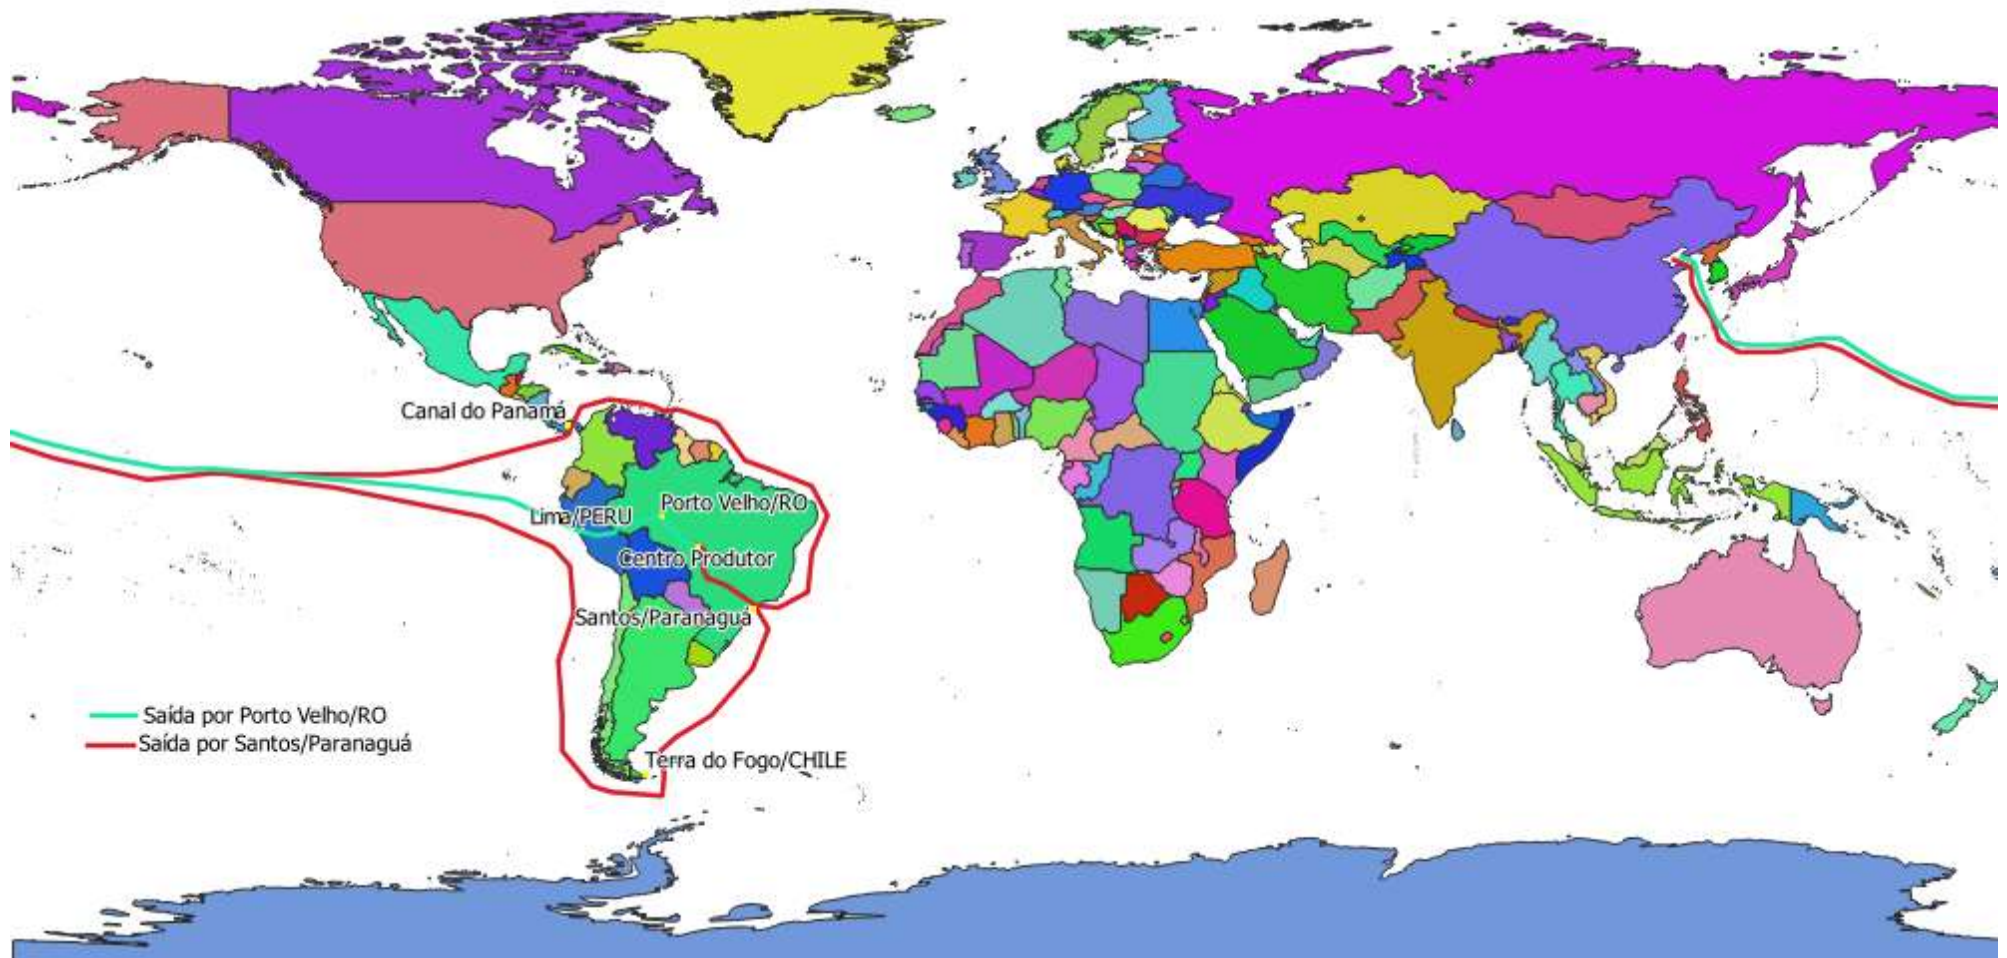 Canal do Panamá
Porto Velho/RO
Lima/PERU
Centro Produtor
Santos/Paranaguá
Saída por Porto Velho/RO
Saída por Santos/Paranaguá
Terra do Fogo/CHILE